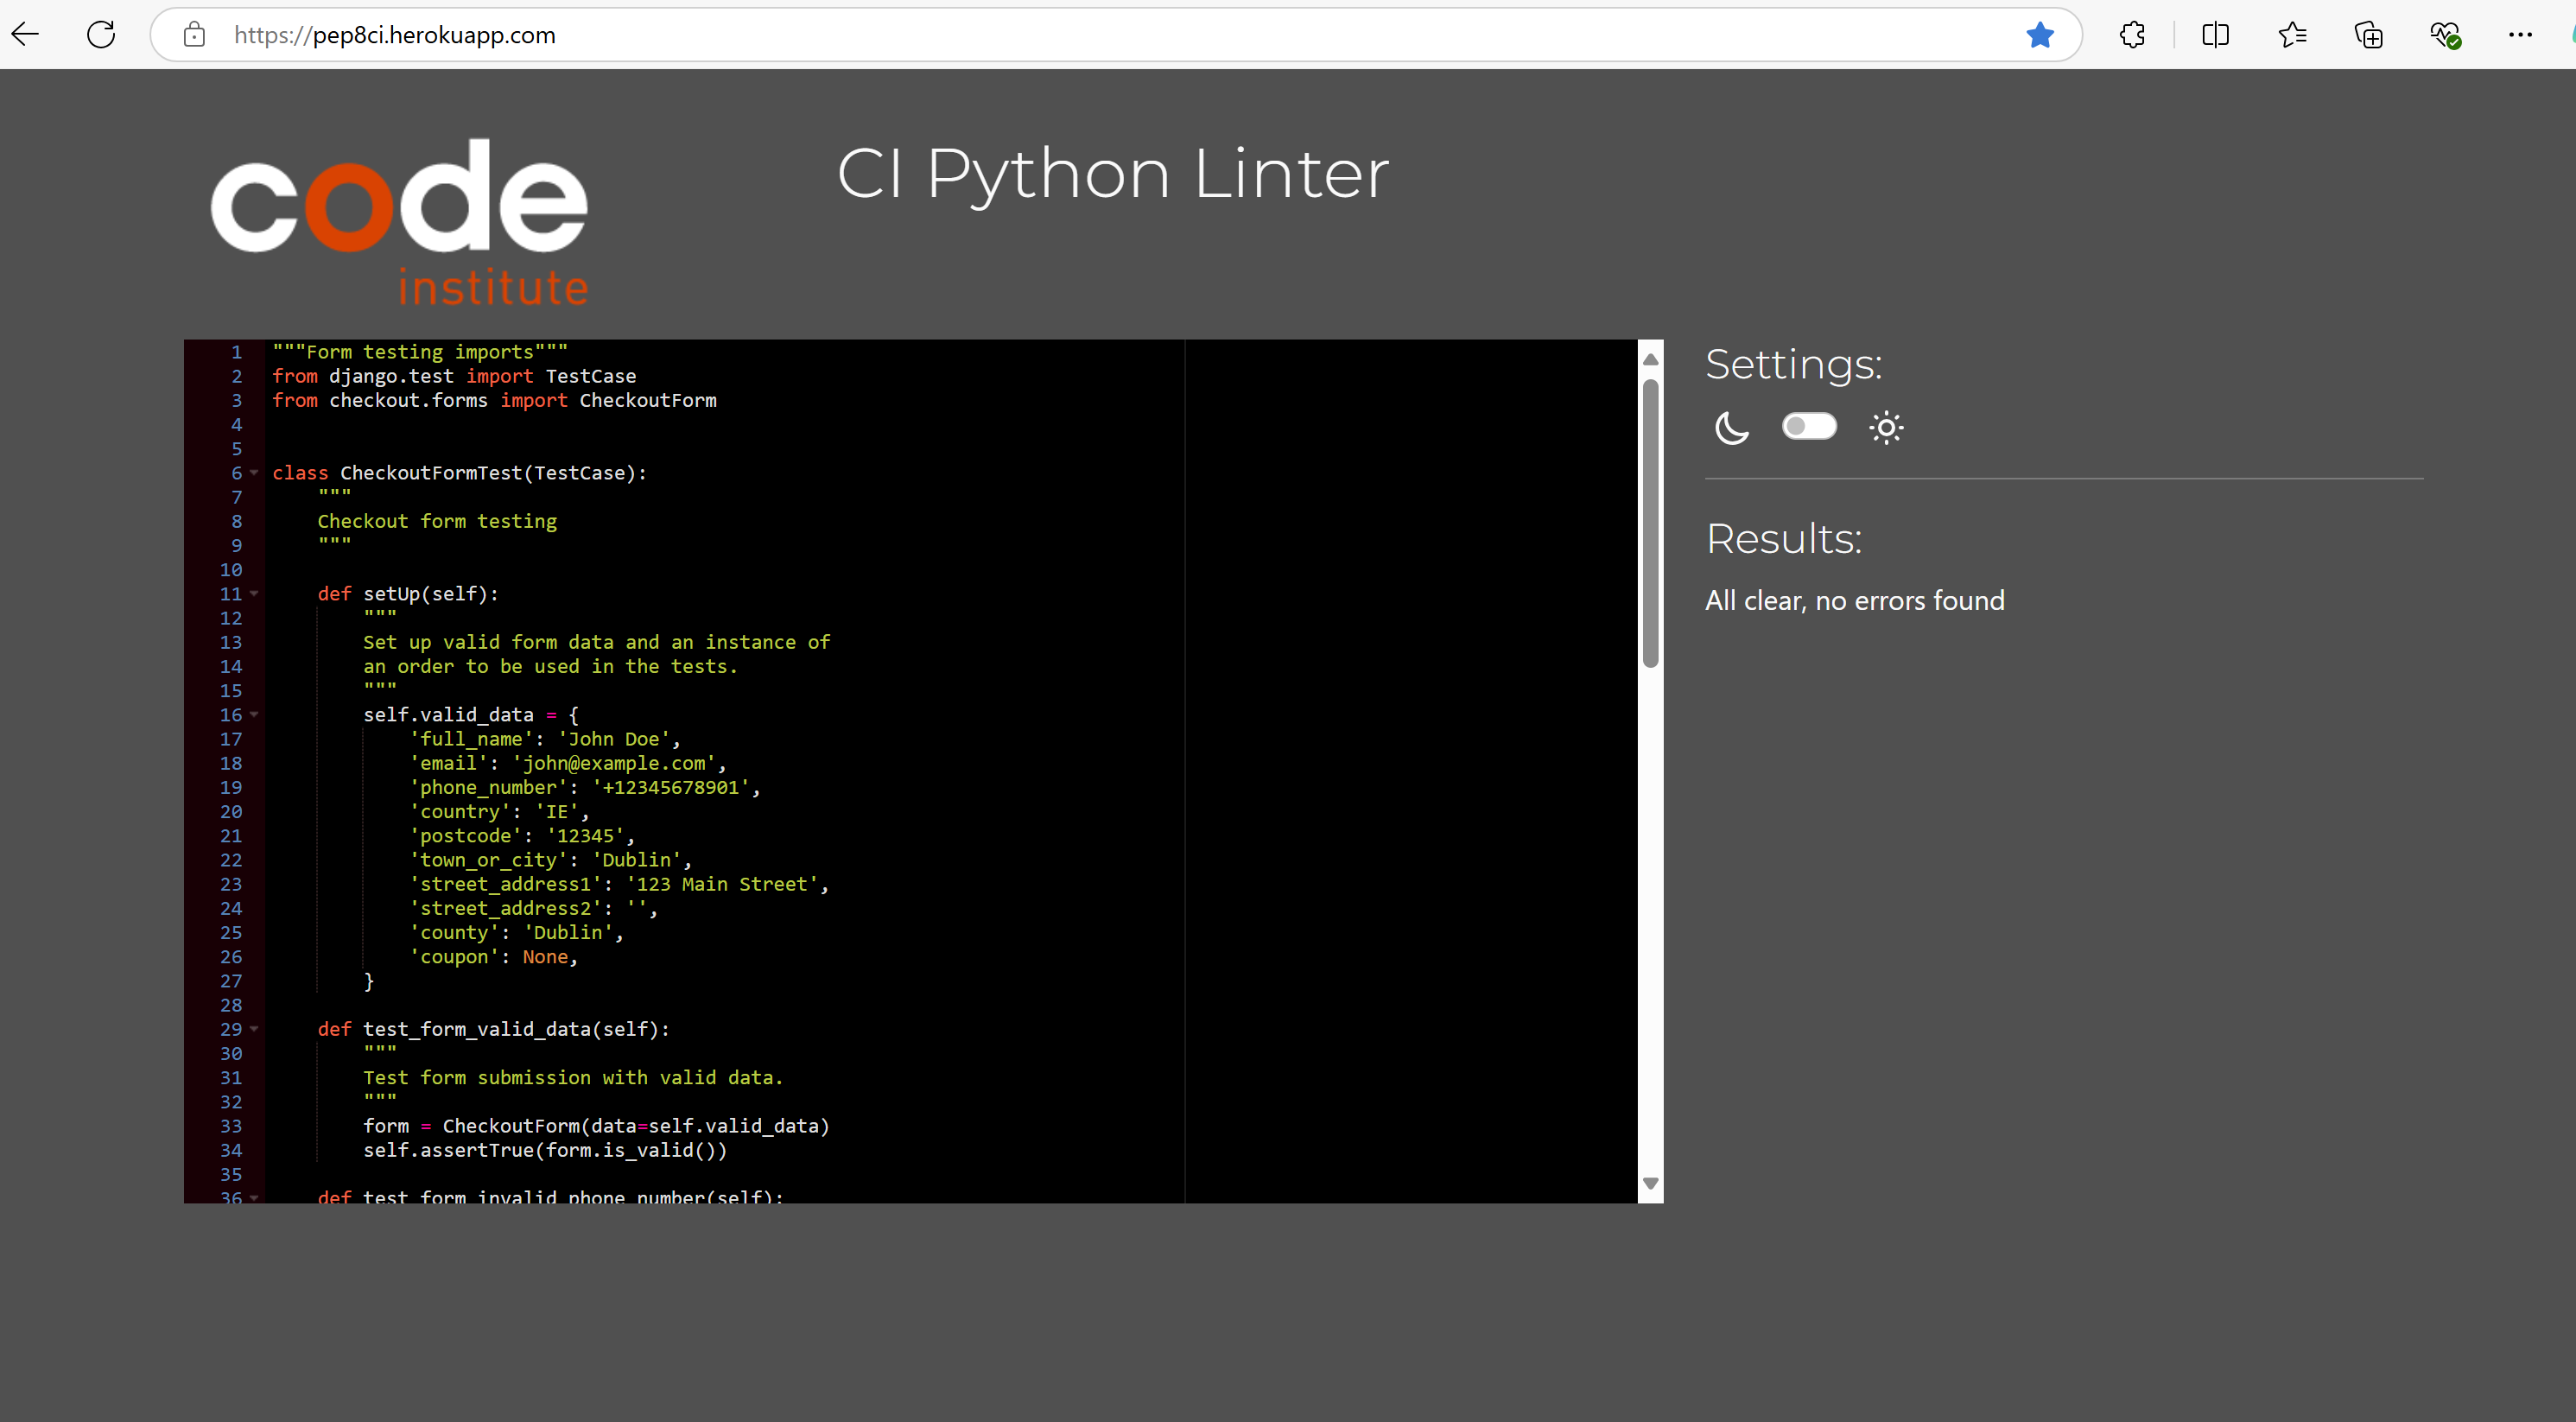 https://pep8ci.herokuapp.com
code
institute
CI Python Linter
1 """Form testing imports"""
2 from django.test import TestCase
3 from checkout.forms import CheckoutForm
4
5
6 class CheckoutFormTest(TestCase):
7     """
8     Checkout form testing
9     """
10
11     def setUp(self):
12         """
13         Set up valid form data and an instance of
14         an order to be used in the tests.
15         """
16         self.valid_data = {
17             'full_name': 'John Doe',
18             'email': 'john@example.com',
19             'phone_number': '+12345678901',
20             'country': 'IE',
21             'postcode': '12345',
22             'town_or_city': 'Dublin',
23             'street_address1': '123 Main Street',
24             'street_address2': '',
25             'county': 'Dublin',
26             'coupon': None,
27         }
28
29     def test_form_valid_data(self):
30         """
31         Test form submission with valid data.
32         """
33         form = CheckoutForm(data=self.valid_data)
34         self.assertTrue(form.is_valid())
35
36     def test_form_invalid_phone_number(self):
Settings:
Results:
All clear, no errors found